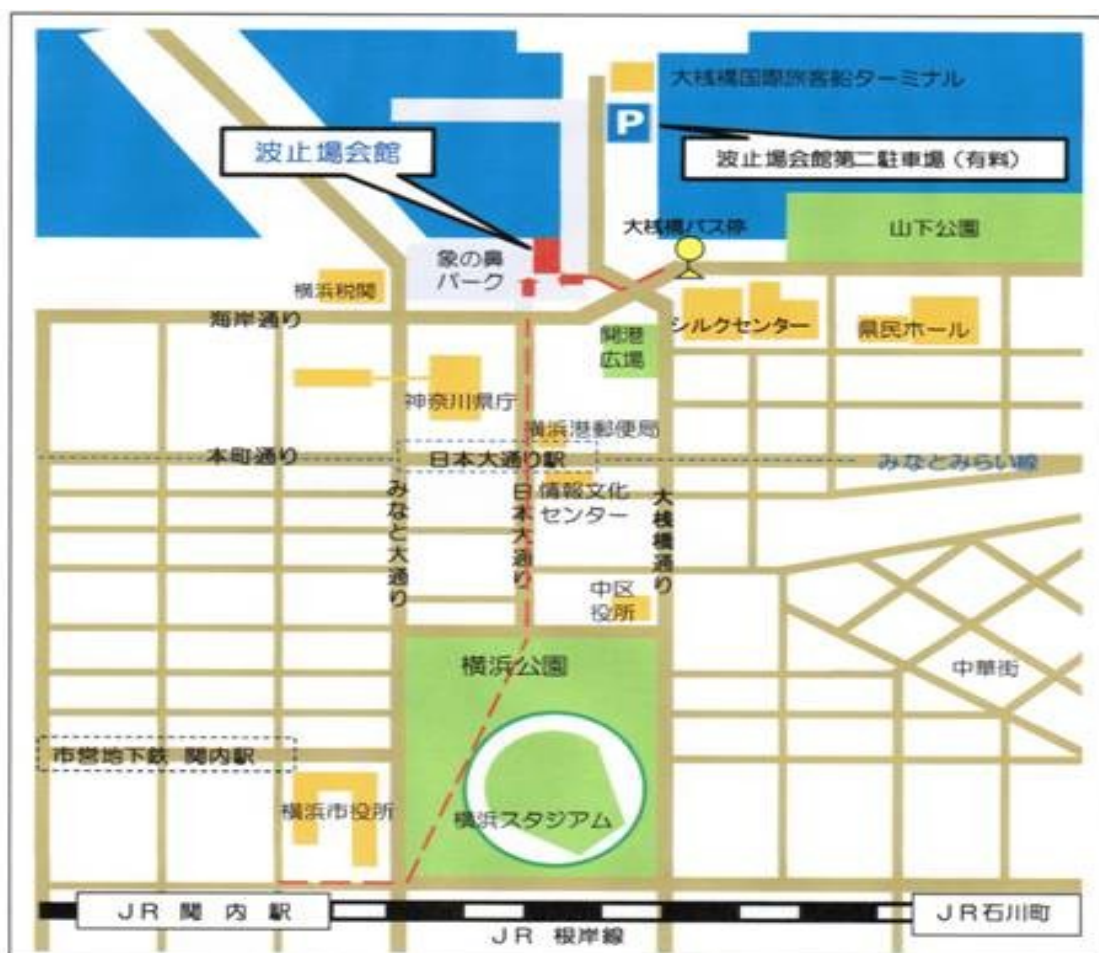 大桟橋国際旅客船ターミナル
P
波止場会館
波止場会館第二駐車場（有料）
大桟橋バス停
山下公園
象の鼻
パーク
横浜税関
海岸通り
シルクセンター
県民ホール
開港
広場
神奈川県庁
横浜港郵便局
本町通り
日本大通り駅
みなとみらい線
みなと大通り
日本大通り
情報文化
センター
大桟橋通り
中区
役所
横浜公園
中華街
市営地下鉄 関内駅
横浜市役所
横浜スタジアム
ＪＲ 関 内 駅
ＪＲ石川町
ＪＲ 根岸線